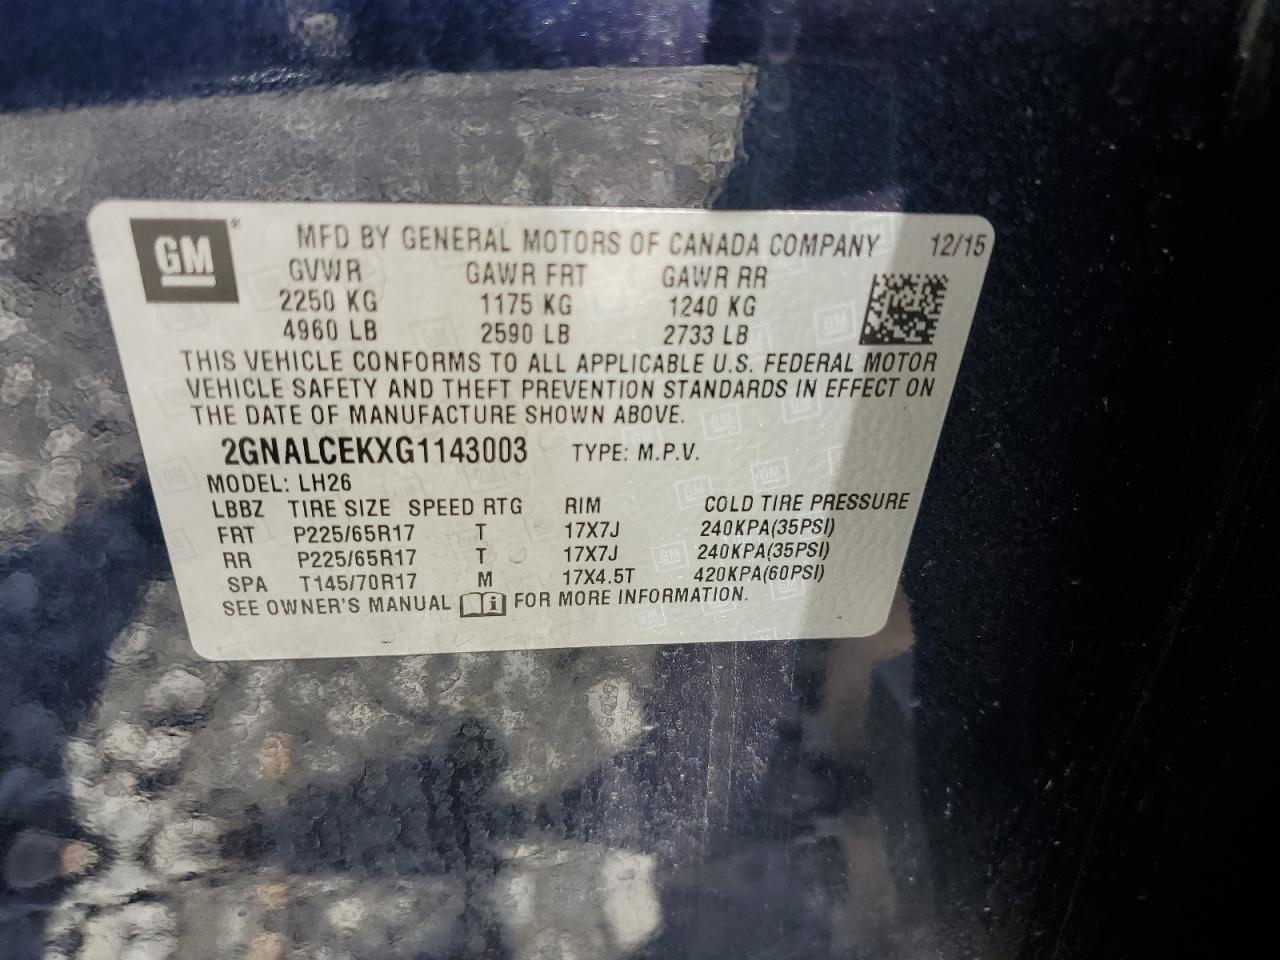 GM ® MFD BY GENERAL MOTORS OF CANADA COMPANY 12/15
GVWR GAWR FRT GAWR RR
2250 KG 1175 KG 1240 KG
4960 LB 2590 LB 2733 LB
THIS VEHICLE CONFORMS TO ALL APPLICABLE U.S. FEDERAL MOTOR
VEHICLE SAFETY AND THEFT PREVENTION STANDARDS IN EFFECT ON
THE DATE OF MANUFACTURE SHOWN ABOVE.
2GNALCEKXG1143003 TYPE: M.P.V.
MODEL: LH26
LBBZ TIRE SIZE SPEED RTG RIM COLD TIRE PRESSURE
FRT P225/65R17 T 17X7J 240KPA(35PSI)
RR P225/65R17 T 17X7J 240KPA(35PSI)
SPA T145/70R17 M 17X4.5T 420KPA(60PSI)
SEE OWNER'S MANUAL i FOR MORE INFORMATION.